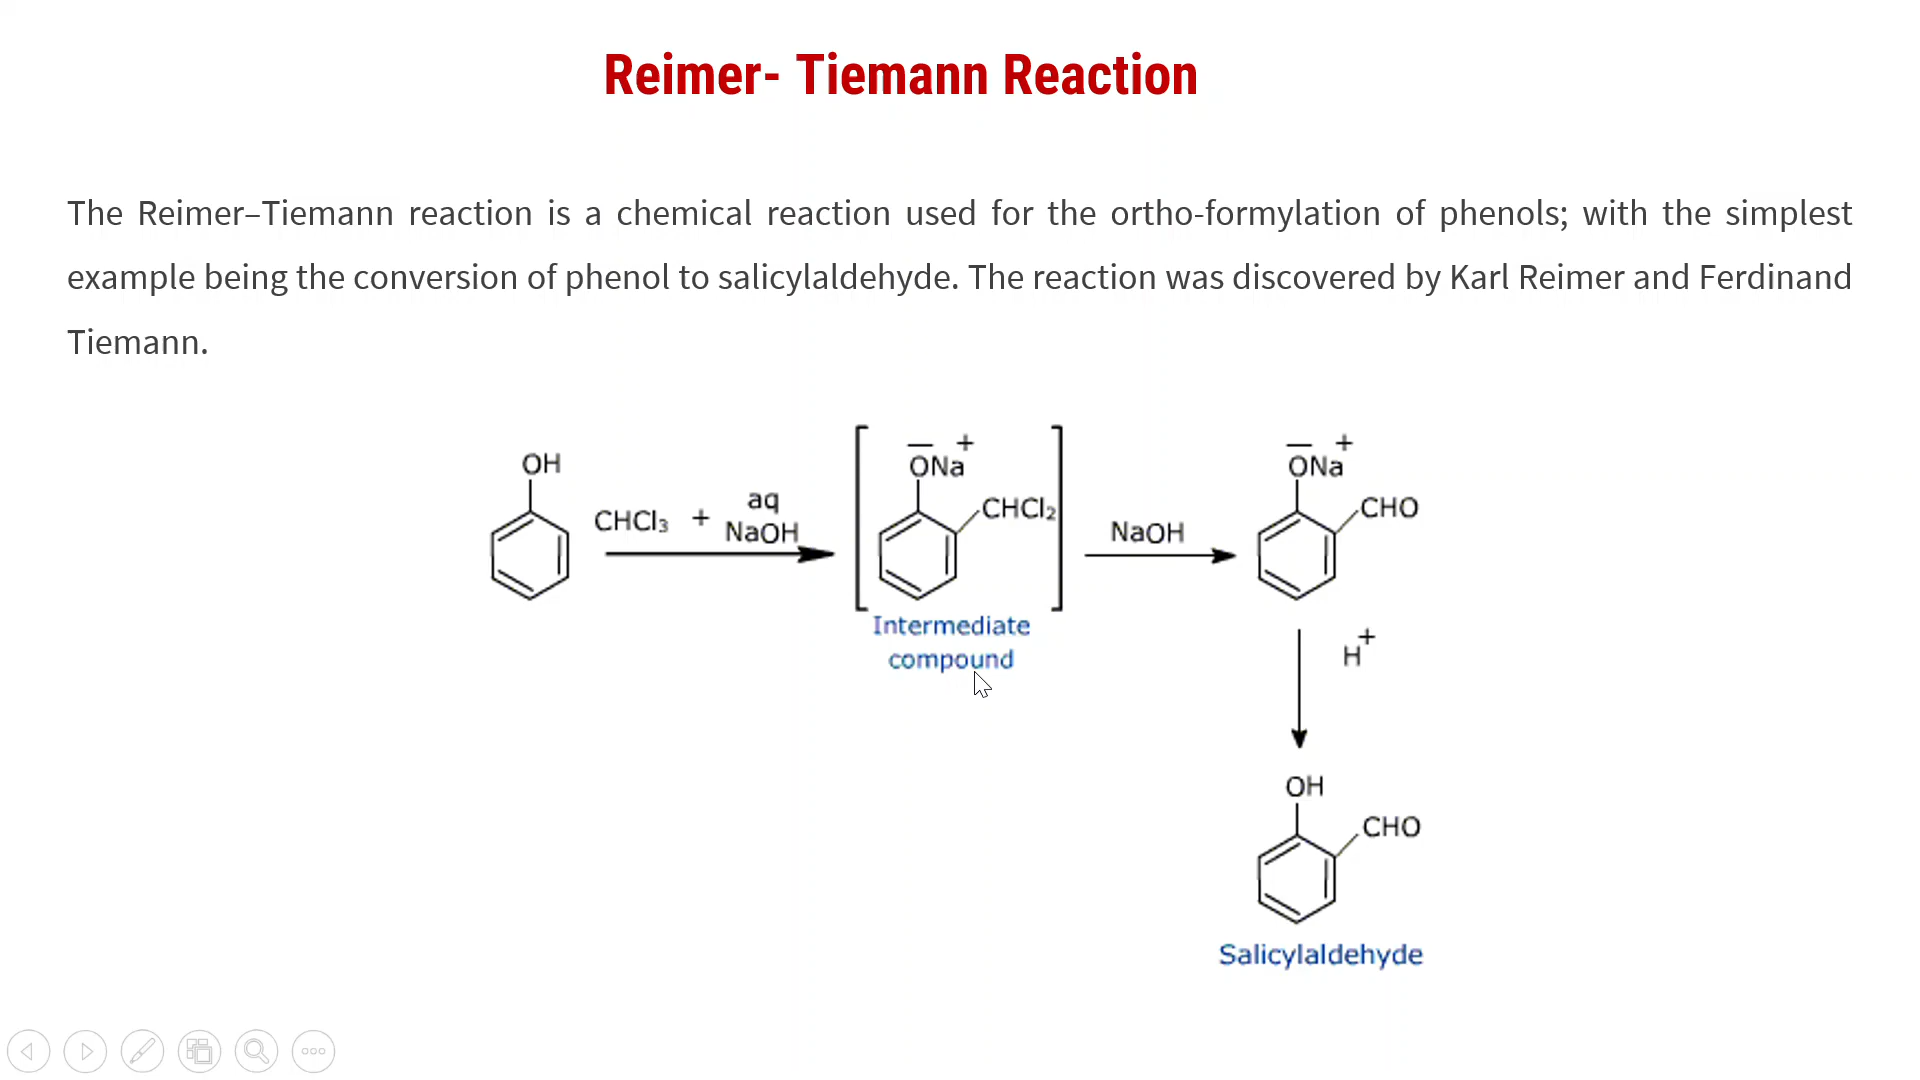 Reimer- Tiemann Reaction
The Reimer–Tiemann reaction is a chemical reaction used for the ortho-formylation of phenols; with the simplest
example being the conversion of phenol to salicylaldehyde. The reaction was discovered by Karl Reimer and Ferdinand
Tiemann.
OH
CHCl₃ + aq
NaOH
— +
ONa
CHCl₂
Intermediate
compound
NaOH
— +
ONa
CHO
H⁺
OH
CHO
Salicylaldehyde